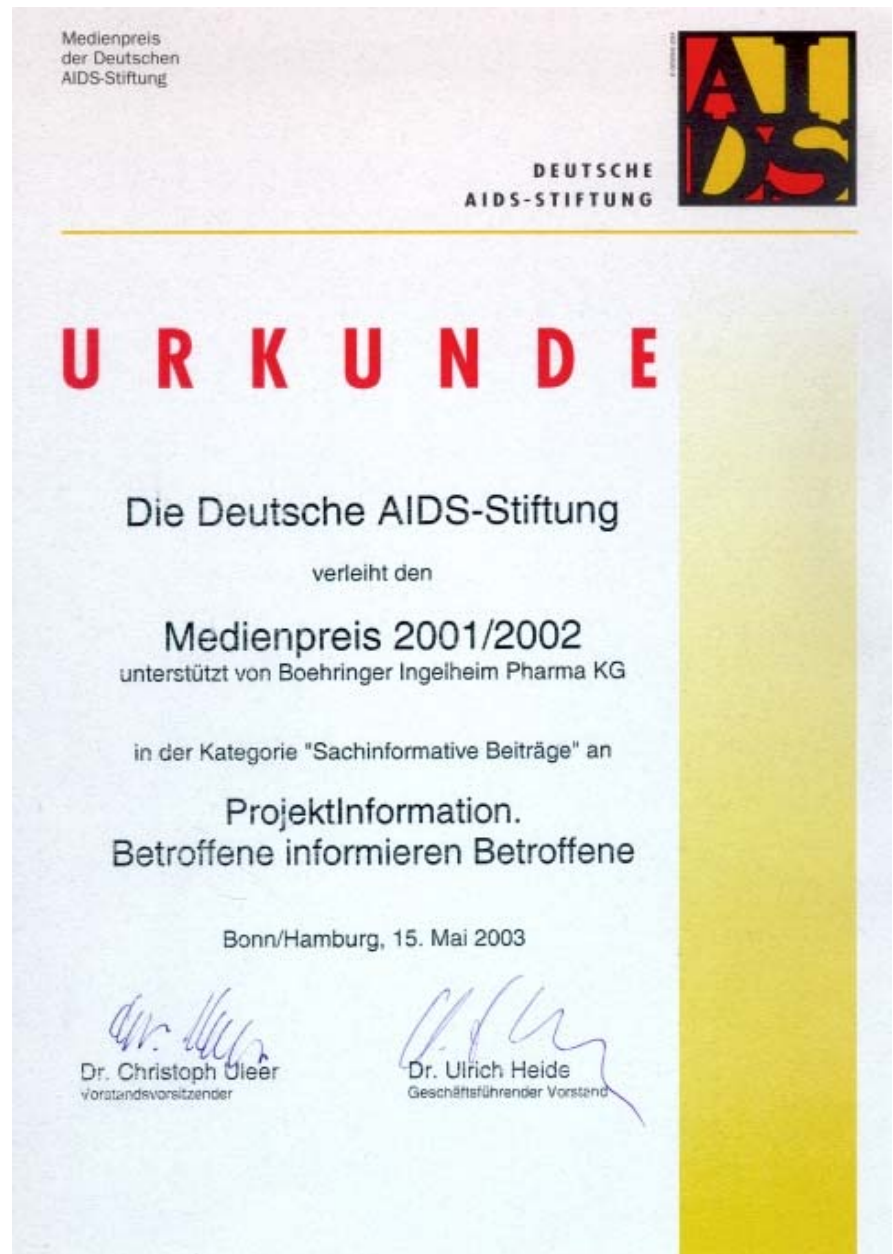 Medienpreis
der Deutschen
AIDS-Stiftung
AI
DS
DEUTSCHE
AIDS-STIFTUNG
URKUNDE
Die Deutsche AIDS-Stiftung
verleiht den
Medienpreis 2001/2002
unterstützt von Boehringer Ingelheim Pharma KG
in der Kategorie "Sachinformative Beiträge" an
ProjektInformation.
Betroffene informieren Betroffene
Bonn/Hamburg, 15. Mai 2003
Dr. Christoph Uleer
Vorstandsvorsitzender
Dr. Ulrich Heide
Geschäftsführender Vorstand